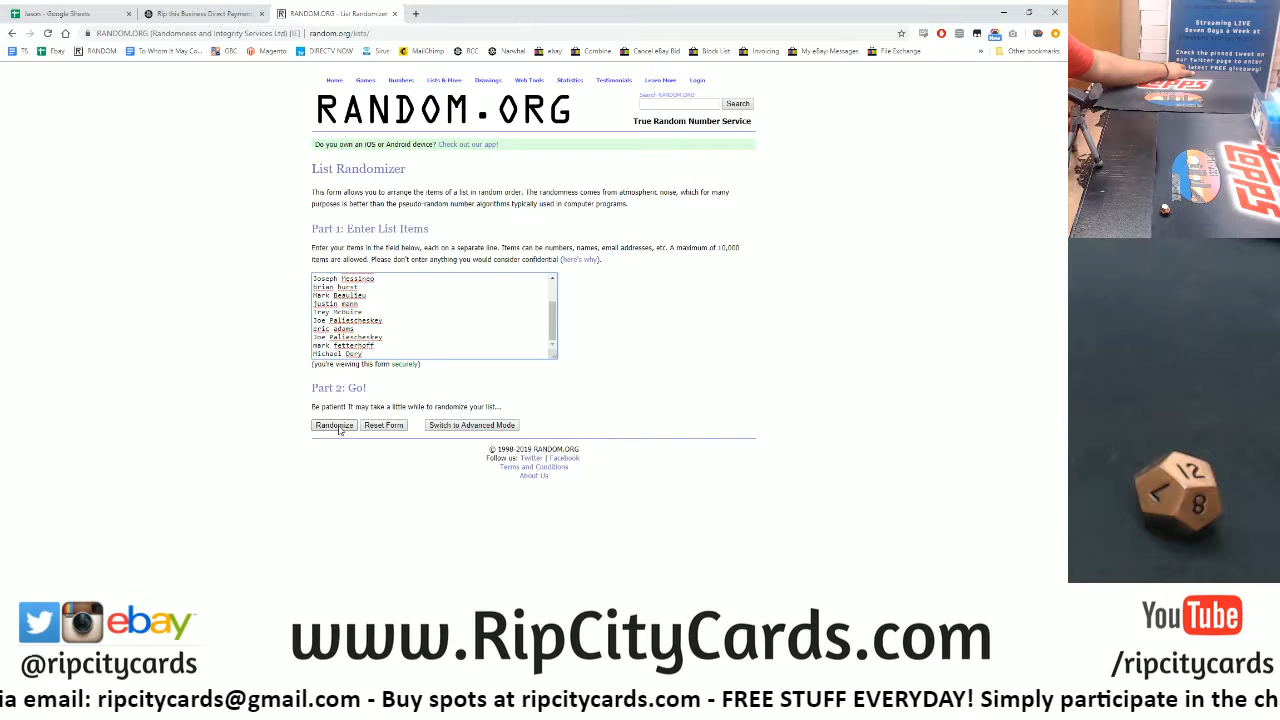 Jason - Google Sheets
Rip this Business Direct Payment
RANDOM.ORG - List Randomizer
RANDOM.ORG (Randomness and Integrity Services Ltd) [IE] | random.org/lists/
TS
Ebay
RANDOM
To Whom It May Co...
GBC
Magento
DIRECTV NOW
Sirius
MailChimp
RCC
Narwhal
ebay
Combine
Cancel eBay Bid
Block List
Invoicing
My eBay: Messages
File Exchange
»
Other bookmarks
Home Games Numbers Lists & More Drawings Web Tools Statistics Testimonials Learn More Login
RANDOM.ORG
Search RANDOM.ORG
Search
True Random Number Service
Do you own an iOS or Android device? Check out our app!
List Randomizer
This form allows you to arrange the items of a list in random order. The randomness comes from atmospheric noise, which for many
purposes is better than the pseudo-random number algorithms typically used in computer programs.
Part 1: Enter List Items
Enter your items in the field below, each on a separate line. Items can be numbers, names, email addresses, etc. A maximum of 10,000
items are allowed. Please don't enter anything you would consider confidential (here's why).
Joseph Messineo
brian hurst
Mark Beaulieu
justin mann
Trey McGuire
Joe Paliescheskey
eric adams
Joe Paliescheskey
mark fetterhoff
Michael Dory
(you're viewing this form securely)
Part 2: Go!
Be patient! It may take a little while to randomize your list...
Randomize Reset Form Switch to Advanced Mode
© 1998-2019 RANDOM.ORG
Follow us: Twitter | Facebook
Terms and Conditions
About Us
Streaming LIVE
Seven Days a Week at
Check the pinned tweet on
our Twitter page to enter
latest FREE giveaway!
TOPPS
topps
12
7
8
ebay
@ripcitycards
www.RipCityCards.com
YouTube
/ripcitycards
ia email: ripcitycards@gmail.com - Buy spots at ripcitycards.com - FREE STUFF EVERYDAY! Simply participate in the ch